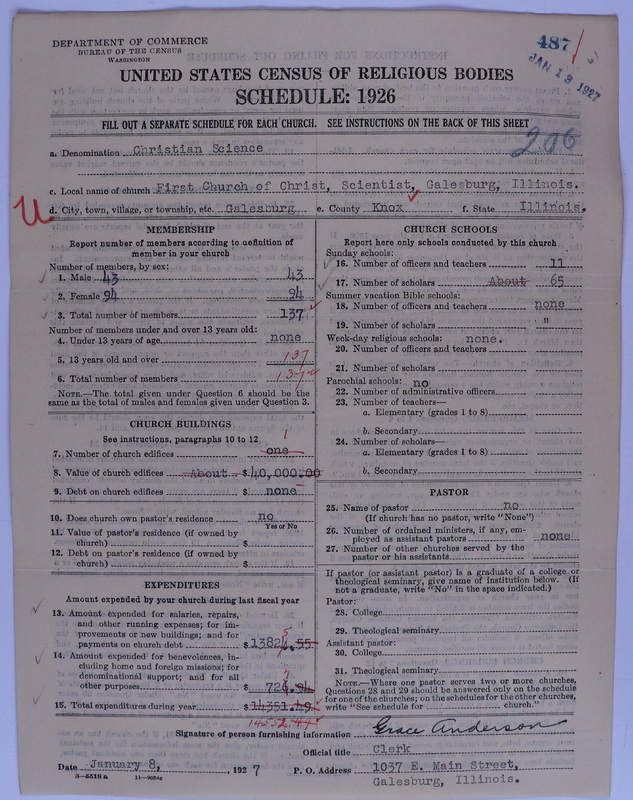 DEPARTMENT OF COMMERCE
BUREAU OF THE CENSUS
WASHINGTON
487
JAN 13 1927
UNITED STATES CENSUS OF RELIGIOUS BODIES
SCHEDULE: 1926
FILL OUT A SEPARATE SCHEDULE FOR EACH CHURCH. SEE INSTRUCTIONS ON THE BACK OF THIS SHEET
206
a. Denomination Christian Science
c. Local name of church First Church of Christ, Scientist, Galesburg, Illinois.
U
d. City, town, village, or township, etc. Galesburg e. County Knox f. State Illinois.
MEMBERSHIP
Report number of members according to definition of
member in your church
Number of members, by sex:
1. Male 43 43
2. Female 94 94
3. Total number of members 137
Number of members under and over 13 years old:
4. Under 13 years of age none
5. 13 years old and over 137
6. Total number of members 137
NOTE.—The total given under Question 6 should be the
same as the total of males and females given under Question 3.
CHURCH BUILDINGS
See instructions, paragraphs 10 to 12
7. Number of church edifices one 1
8. Value of church edifices About $40,000.00
9. Debt on church edifices $ none
10. Does church own pastor's residence no
Yes or No
11. Value of pastor's residence (if owned by
church) $
12. Debt on pastor's residence (if owned by
church) $
EXPENDITURES
Amount expended by your church during last fiscal year
13. Amount expended for salaries, repairs,
and other running expenses; for im-
provements or new buildings; and for
payments on church debt $13824.55
14. Amount expended for benevolences, in-
cluding home and foreign missions; for
denominational support; and for all
other purposes $ 726.94
15. Total expenditures during year $14351.49
CHURCH SCHOOLS
Report here only schools conducted by this church
Sunday schools:
16. Number of officers and teachers 11
17. Number of scholars About 65
Summer vacation Bible schools:
18. Number of officers and teachers none
19. Number of scholars "
Week-day religious schools: none.
20. Number of officers and teachers
21. Number of scholars
Parochial schools: no
22. Number of administrative officers
23. Number of teachers—
a. Elementary (grades 1 to 8)
b. Secondary
24. Number of scholars—
a. Elementary (grades 1 to 8)
b. Secondary
PASTOR
25. Name of pastor no
(If church has no pastor, write "None")
26. Number of ordained ministers, if any, em-
ployed as assistant pastors none
27. Number of other churches served by the
pastor or his assistants
If pastor (or assistant pastor) is a graduate of a college or
theological seminary, give name of institution below. (If
not a graduate, write "No" in the space indicated.)
Pastor:
28. College
29. Theological seminary
Assistant pastor:
30. College
31. Theological seminary
NOTE.—Where one pastor serves two or more churches,
Questions 28 and 29 should be answered only on the schedule
for one of the churches; on the schedules for the other churches,
write "See schedule for church."
Signature of person furnishing information Grace Anderson
Official title Clerk
Date January 8, 1927 P. O. Address 1037 E. Main Street,
Galesburg, Illinois.